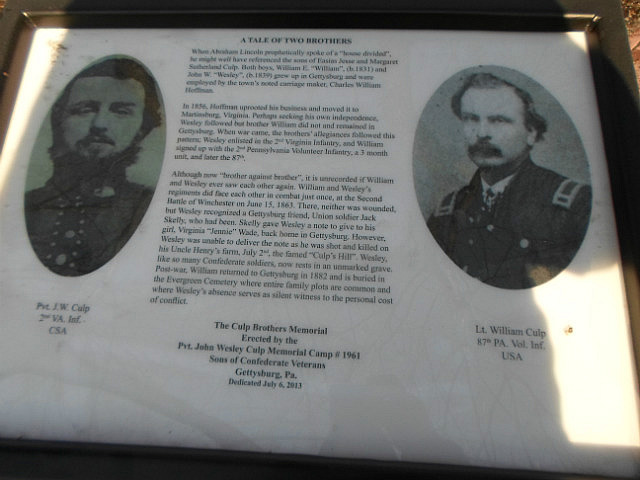 A TALE OF TWO BROTHERS
When Abraham Lincoln prophetically spoke of a "house divided",
he might well have referenced the sons of Esaias Jesse and Margaret
Sutherland Culp. Both boys, William E. "William", (b.1831) and
John W. "Wesley", (b.1839) grew up in Gettysburg and were
employed by the town's noted carriage maker, Charles William
Hoffman.
In 1856, Hoffman uprooted his business and moved it to
Martinsburg, Virginia. Perhaps seeking his own independence,
Wesley followed but brother William did not and remained in
Gettysburg. When war came, the brothers' allegiances followed this
pattern; Wesley enlisted in the 2nd Virginia Infantry, and William
signed up with the 2nd Pennsylvania Volunteer Infantry, a 3 month
unit, and later the 87th.
Although now "brother against brother", it is unrecorded if William
and Wesley ever saw each other again. William and Wesley's
regiments did face each other in combat just once, at the Second
Battle of Winchester on June 15, 1863. There, neither was wounded,
but Wesley recognized a Gettysburg friend, Union soldier Jack
Skelly, who had been. Skelly gave Wesley a note to give to his
girl, Virginia "Jennie" Wade, back home in Gettysburg. However,
Wesley was unable to deliver the note as he was shot and killed on
his Uncle Henry's farm, July 2nd, the famed "Culp's Hill". Wesley,
like so many Confederate soldiers, now rests in an unmarked grave.
Post-war, William returned to Gettysburg in 1882 and is buried in
the Evergreen Cemetery where entire family plots are common and
where Wesley's absence serves as silent witness to the personal cost
of conflict.
The Culp Brothers Memorial
Erected by the
Pvt. John Wesley Culp Memorial Camp # 1961
Sons of Confederate Veterans
Gettysburg, Pa.
Dedicated July 6, 2013
Pvt. J.W. Culp
2nd VA. Inf.
CSA
Lt. William Culp
87th PA. Vol. Inf.
USA